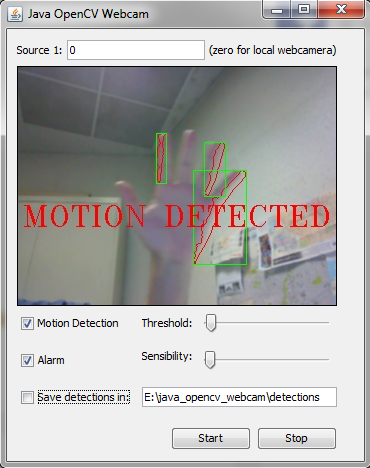 Java OpenCV Webcam
Source 1: 0 (zero for local webcamera)
MOTION DETECTED
Motion Detection Threshold:
Alarm Sensibility:
Save detections in: E:\java_opencv_webcam\detections
Start Stop